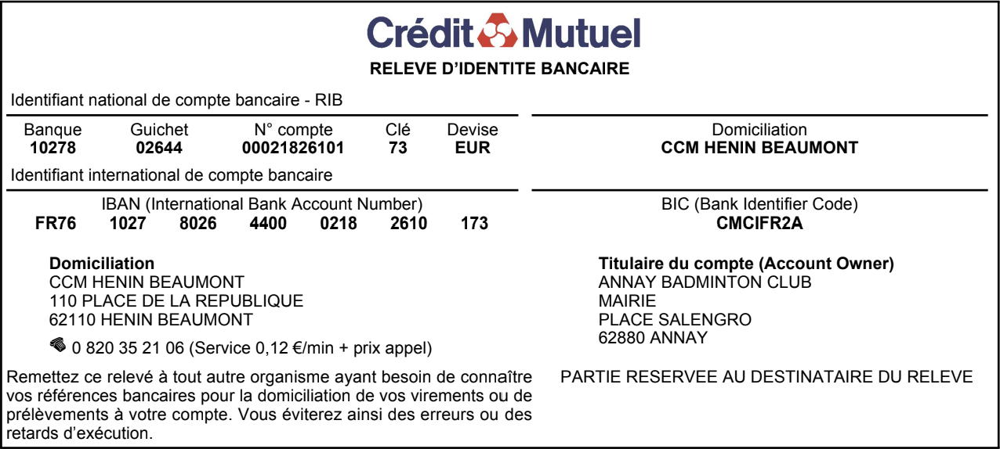 Crédit Mutuel
RELEVE D'IDENTITE BANCAIRE
Identifiant national de compte bancaire - RIB
Banque Guichet N° compte Clé Devise Domiciliation
10278 02644 00021826101 73 EUR CCM HENIN BEAUMONT
Identifiant international de compte bancaire
IBAN (International Bank Account Number) BIC (Bank Identifier Code)
FR76 1027 8026 4400 0218 2610 173 CMCIFR2A
Domiciliation
CCM HENIN BEAUMONT
110 PLACE DE LA REPUBLIQUE
62110 HENIN BEAUMONT
0 820 35 21 06 (Service 0,12 €/min + prix appel)
Titulaire du compte (Account Owner)
ANNAY BADMINTON CLUB
MAIRIE
PLACE SALENGRO
62880 ANNAY
Remettez ce relevé à tout autre organisme ayant besoin de connaître
vos références bancaires pour la domiciliation de vos virements ou de
prélèvements à votre compte. Vous éviterez ainsi des erreurs ou des
retards d'exécution.
PARTIE RESERVEE AU DESTINATAIRE DU RELEVE